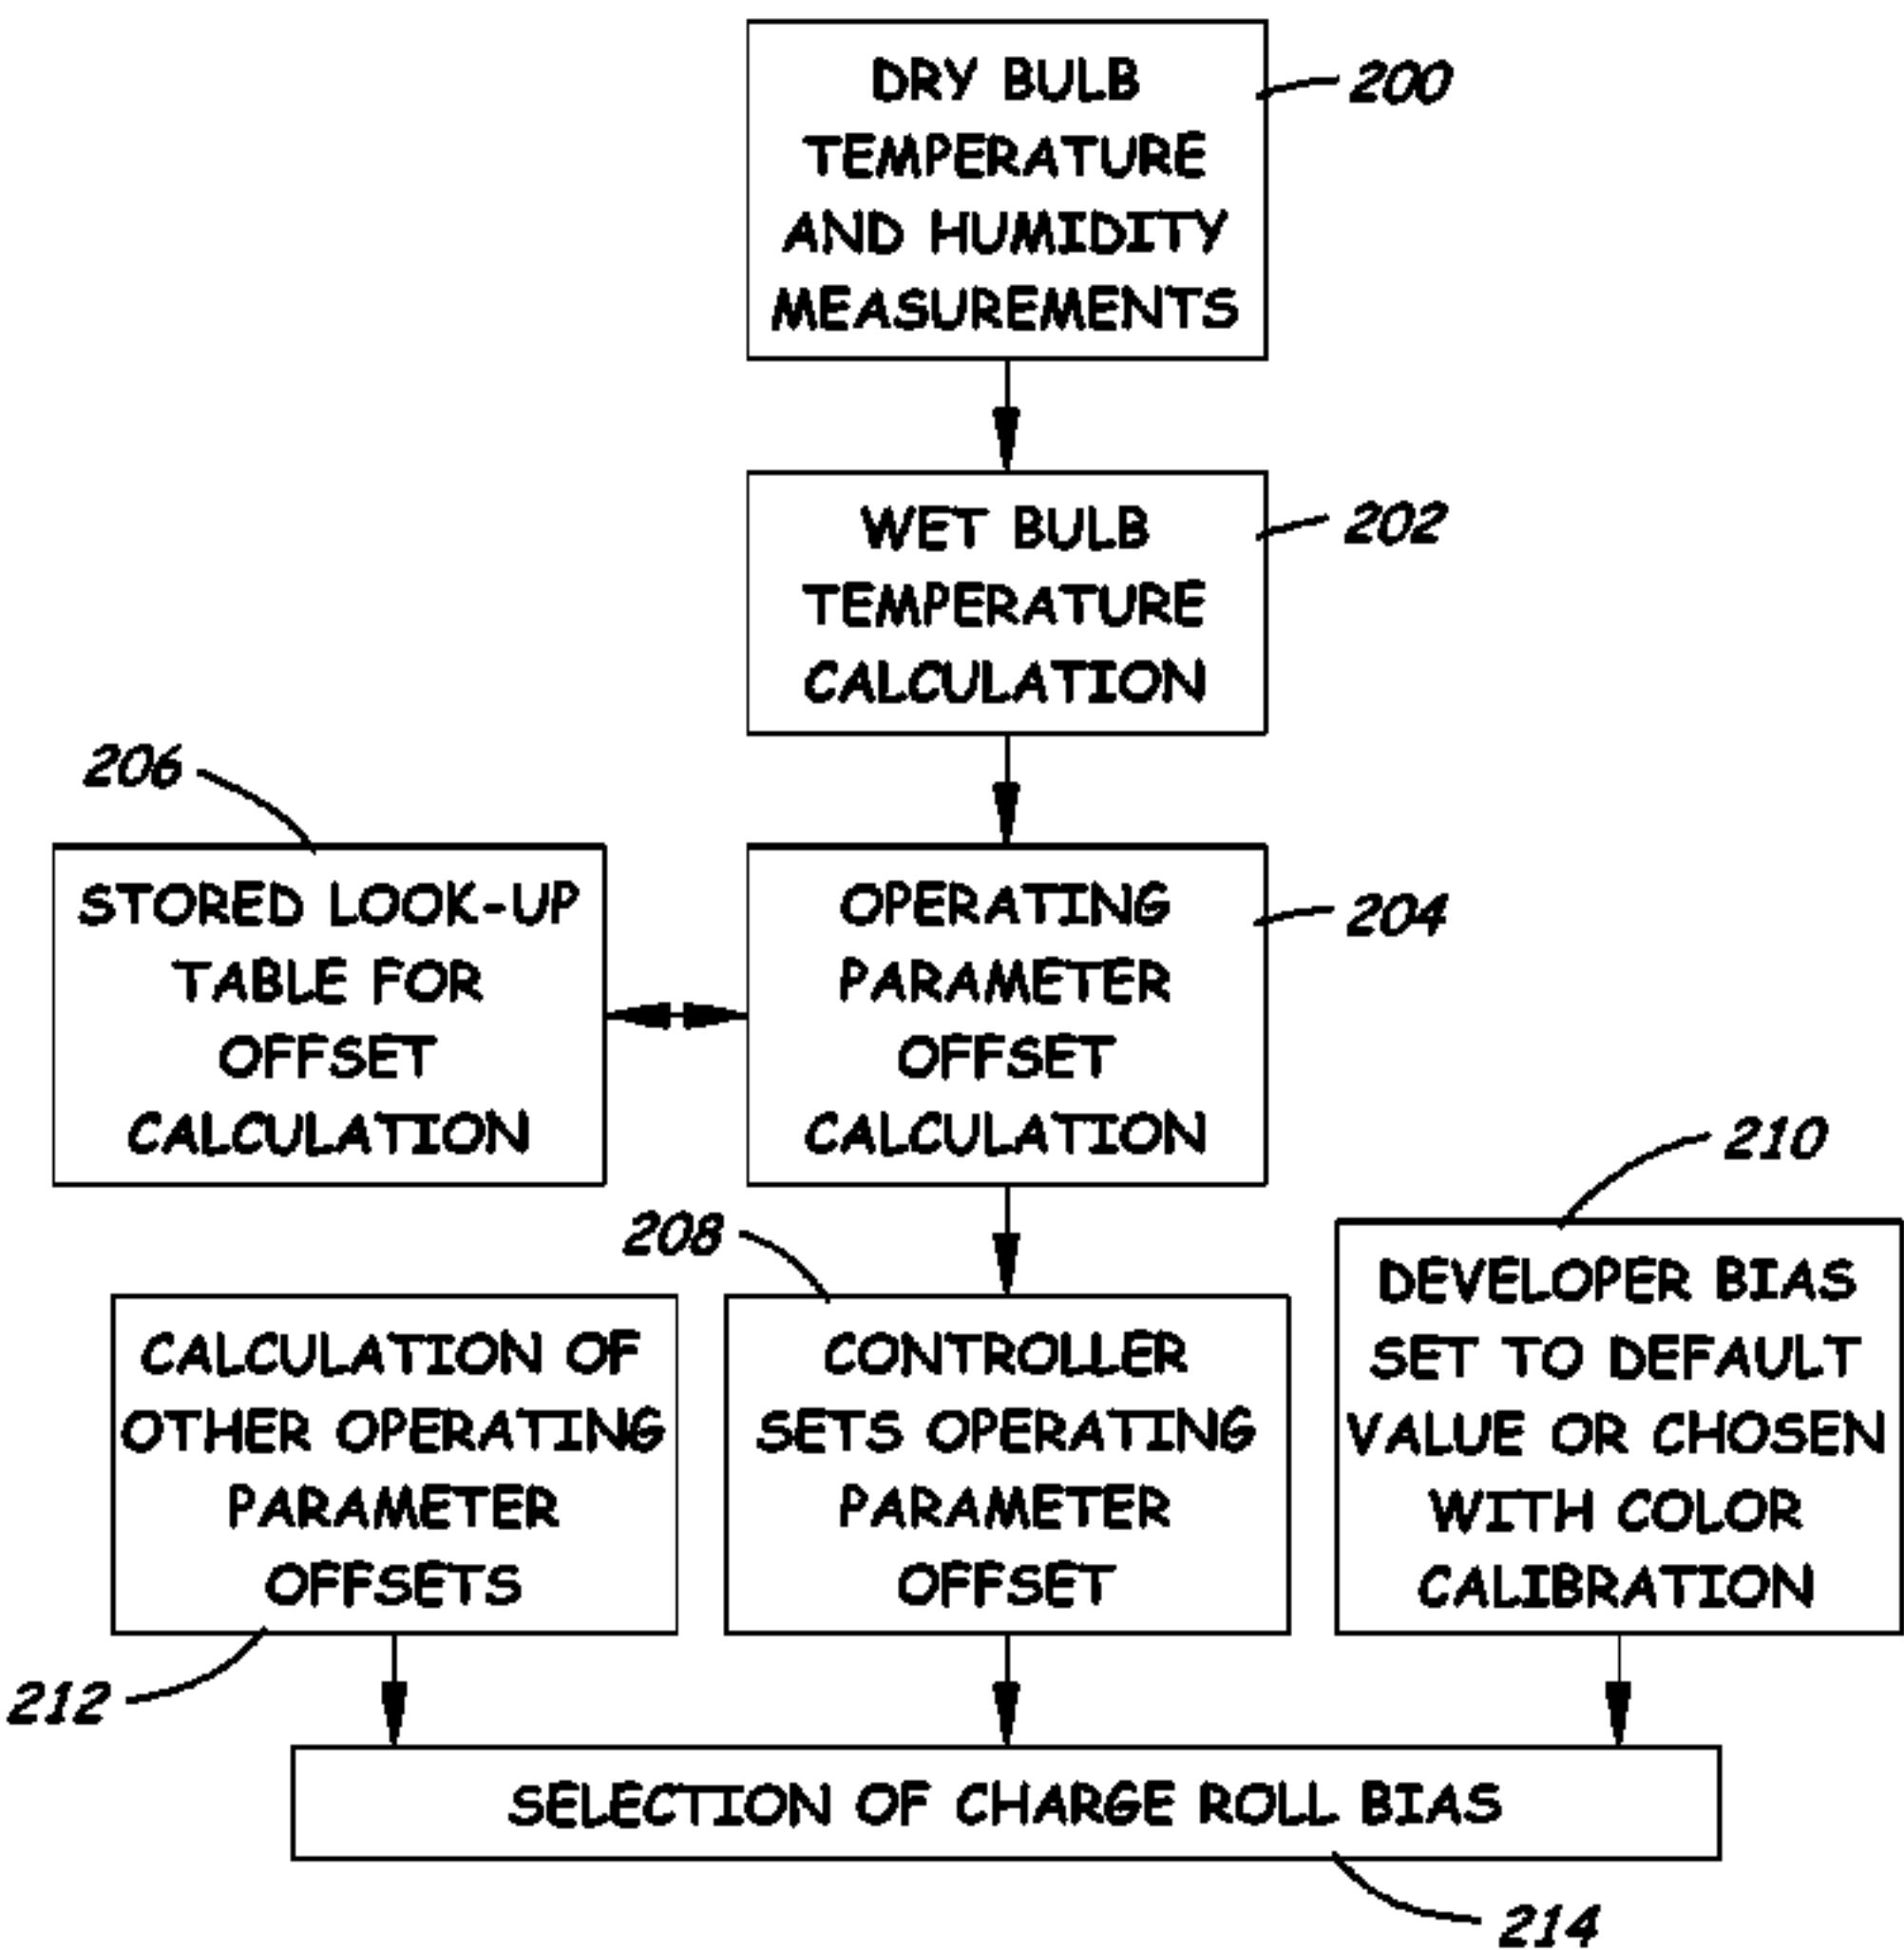 DRY BULB
TEMPERATURE
AND HUMIDITY
MEASUREMENTS
200
WET BULB
TEMPERATURE
CALCULATION
202
206
STORED LOOK-UP
TABLE FOR
OFFSET
CALCULATION
OPERATING
PARAMETER
OFFSET
CALCULATION
204
208
210
CALCULATION OF
OTHER OPERATING
PARAMETER
OFFSETS
212
CONTROLLER
SETS OPERATING
PARAMETER
OFFSET
DEVELOPER BIAS
SET TO DEFAULT
VALUE OR CHOSEN
WITH COLOR
CALIBRATION
SELECTION OF CHARGE ROLL BIAS
214